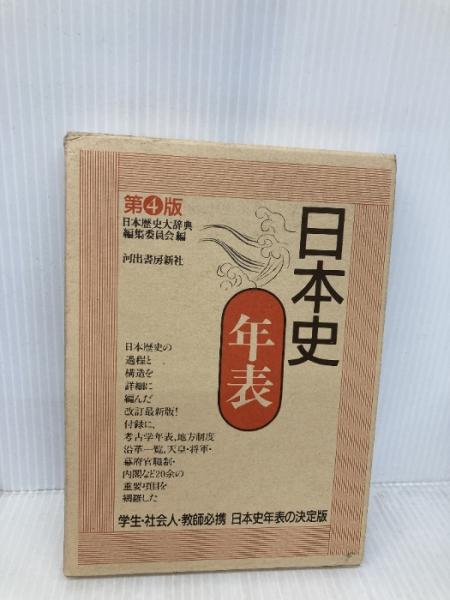 日本史
年表
第4版
日本歴史大辞典
編集委員会編
河出書房新社
日本歴史の
過程と
構造を
詳細に
編んだ
改訂最新版!
付録に、
考古学年表、地方制度
沿革一覧、天皇・将軍・
幕府官職制・
内閣など20余の
重要項目を
網羅した
学生・社会人・教師必携 日本史年表の決定版